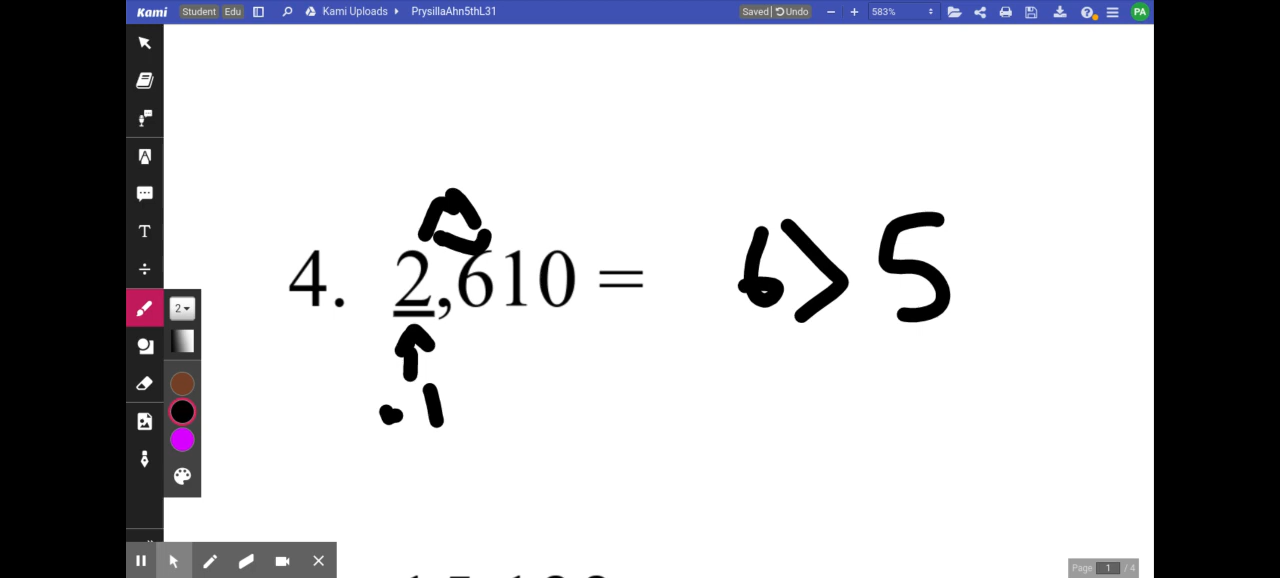 Kami Student Edu Kami Uploads PrysillaAhn5thL31 Saved Undo 583% PA
2
4. 2,610 = 6 > 5
. 1
Page 1 / 4